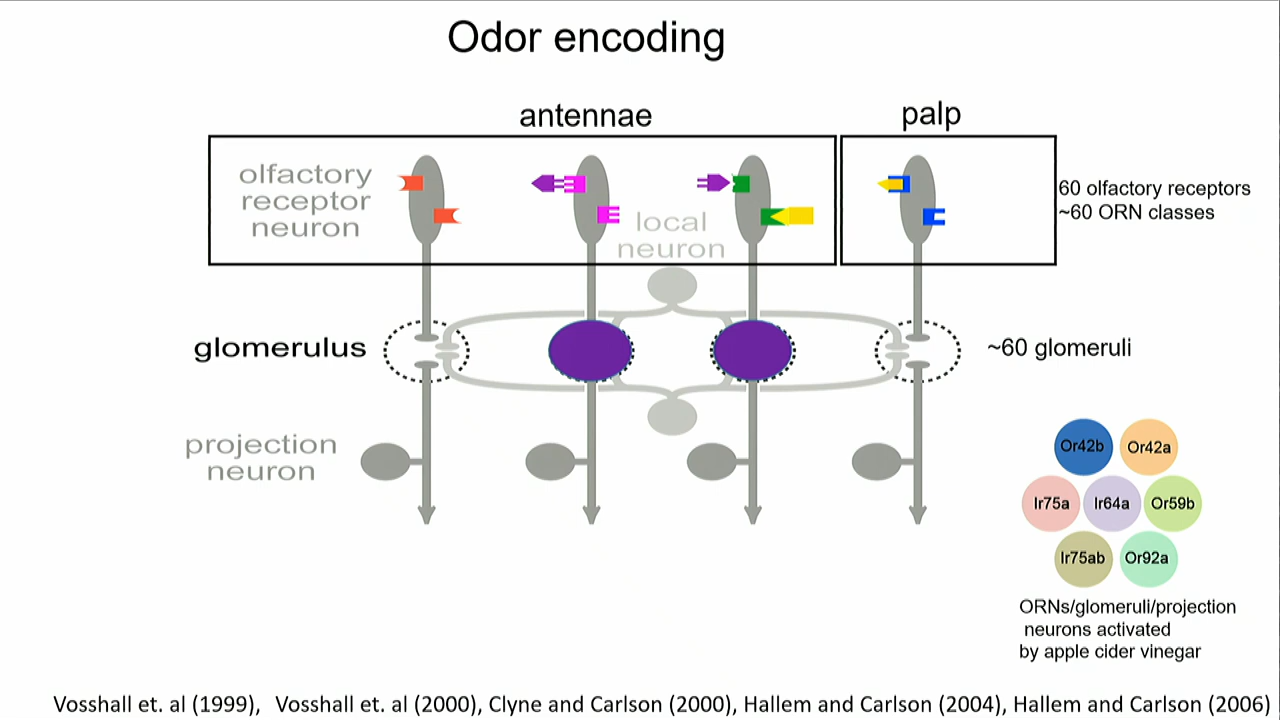 Odor encoding
antennae
palp
olfactory
receptor
neuron
local
neuron
60 olfactory receptors
~60 ORN classes
glomerulus
~60 glomeruli
projection
neuron
Or42b
Or42a
Ir75a
Ir64a
Or59b
Ir75ab
Or92a
ORNs/glomeruli/projection
neurons activated
by apple cider vinegar
Vosshall et. al (1999), Vosshall et. al (2000), Clyne and Carlson (2000), Hallem and Carlson (2004), Hallem and Carlson (2006)